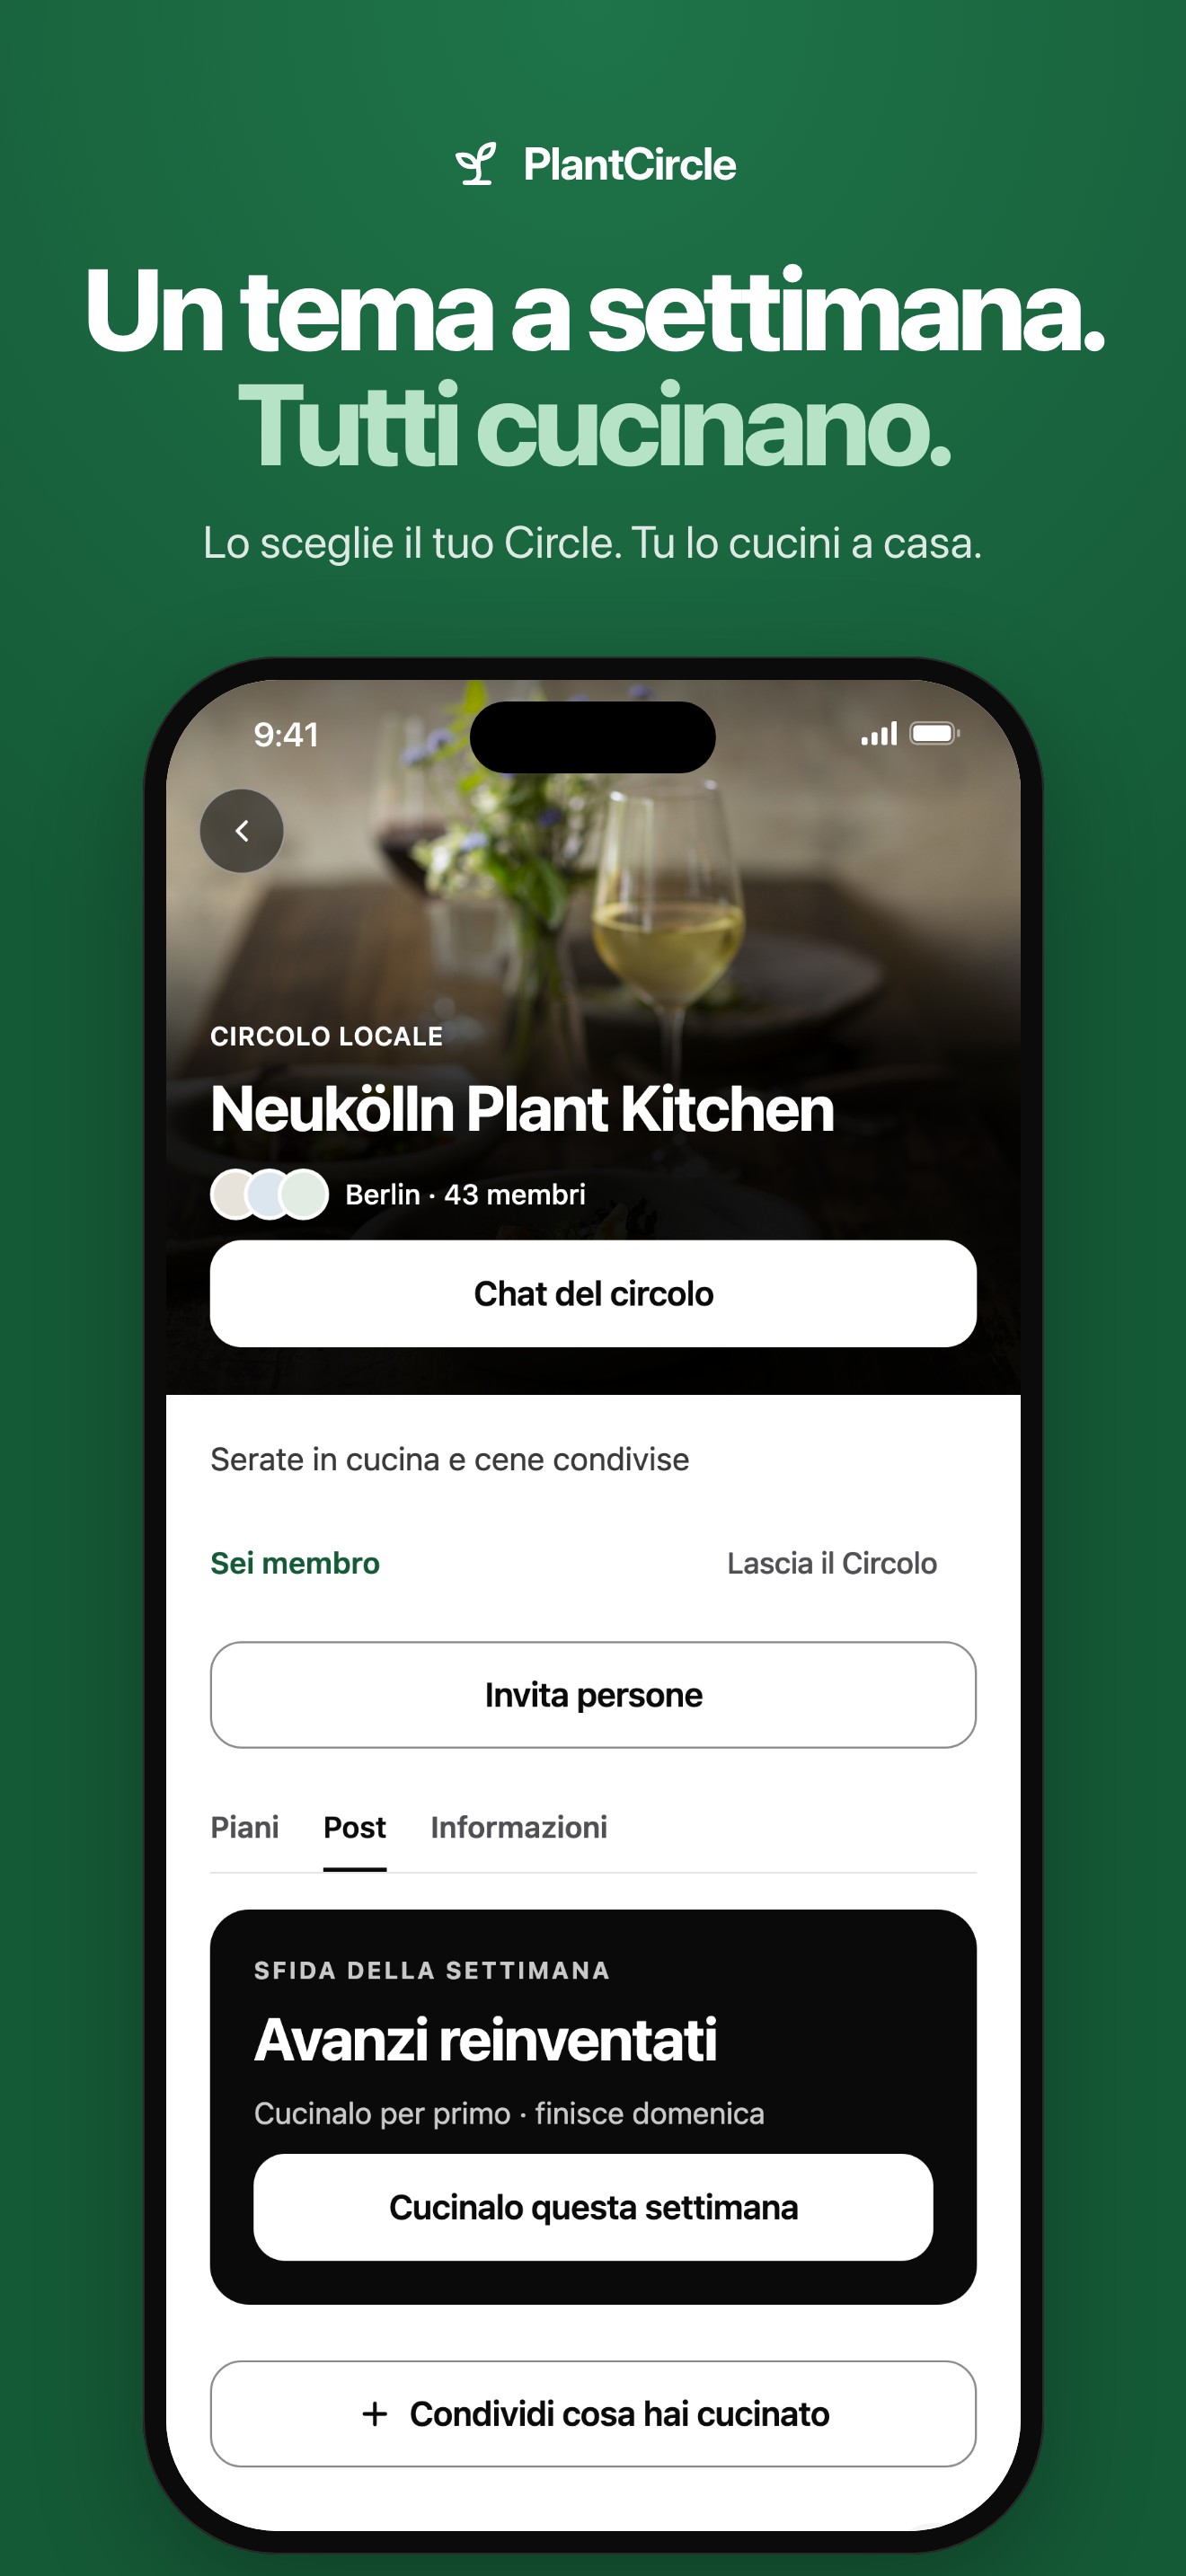 PlantCircle
Un tema a settimana.
Tutti cucinano.
Lo sceglie il tuo Circle. Tu lo cucini a casa.
9:41
CIRCOLO LOCALE
Neukölln Plant Kitchen
Berlin · 43 membri
Chat del circolo
Serate in cucina e cene condivise
Sei membro
Lascia il Circolo
Invita persone
Piani Post Informazioni
SFIDA DELLA SETTIMANA
Avanzi reinventati
Cucinalo per primo · finisce domenica
Cucinalo questa settimana
+ Condividi cosa hai cucinato